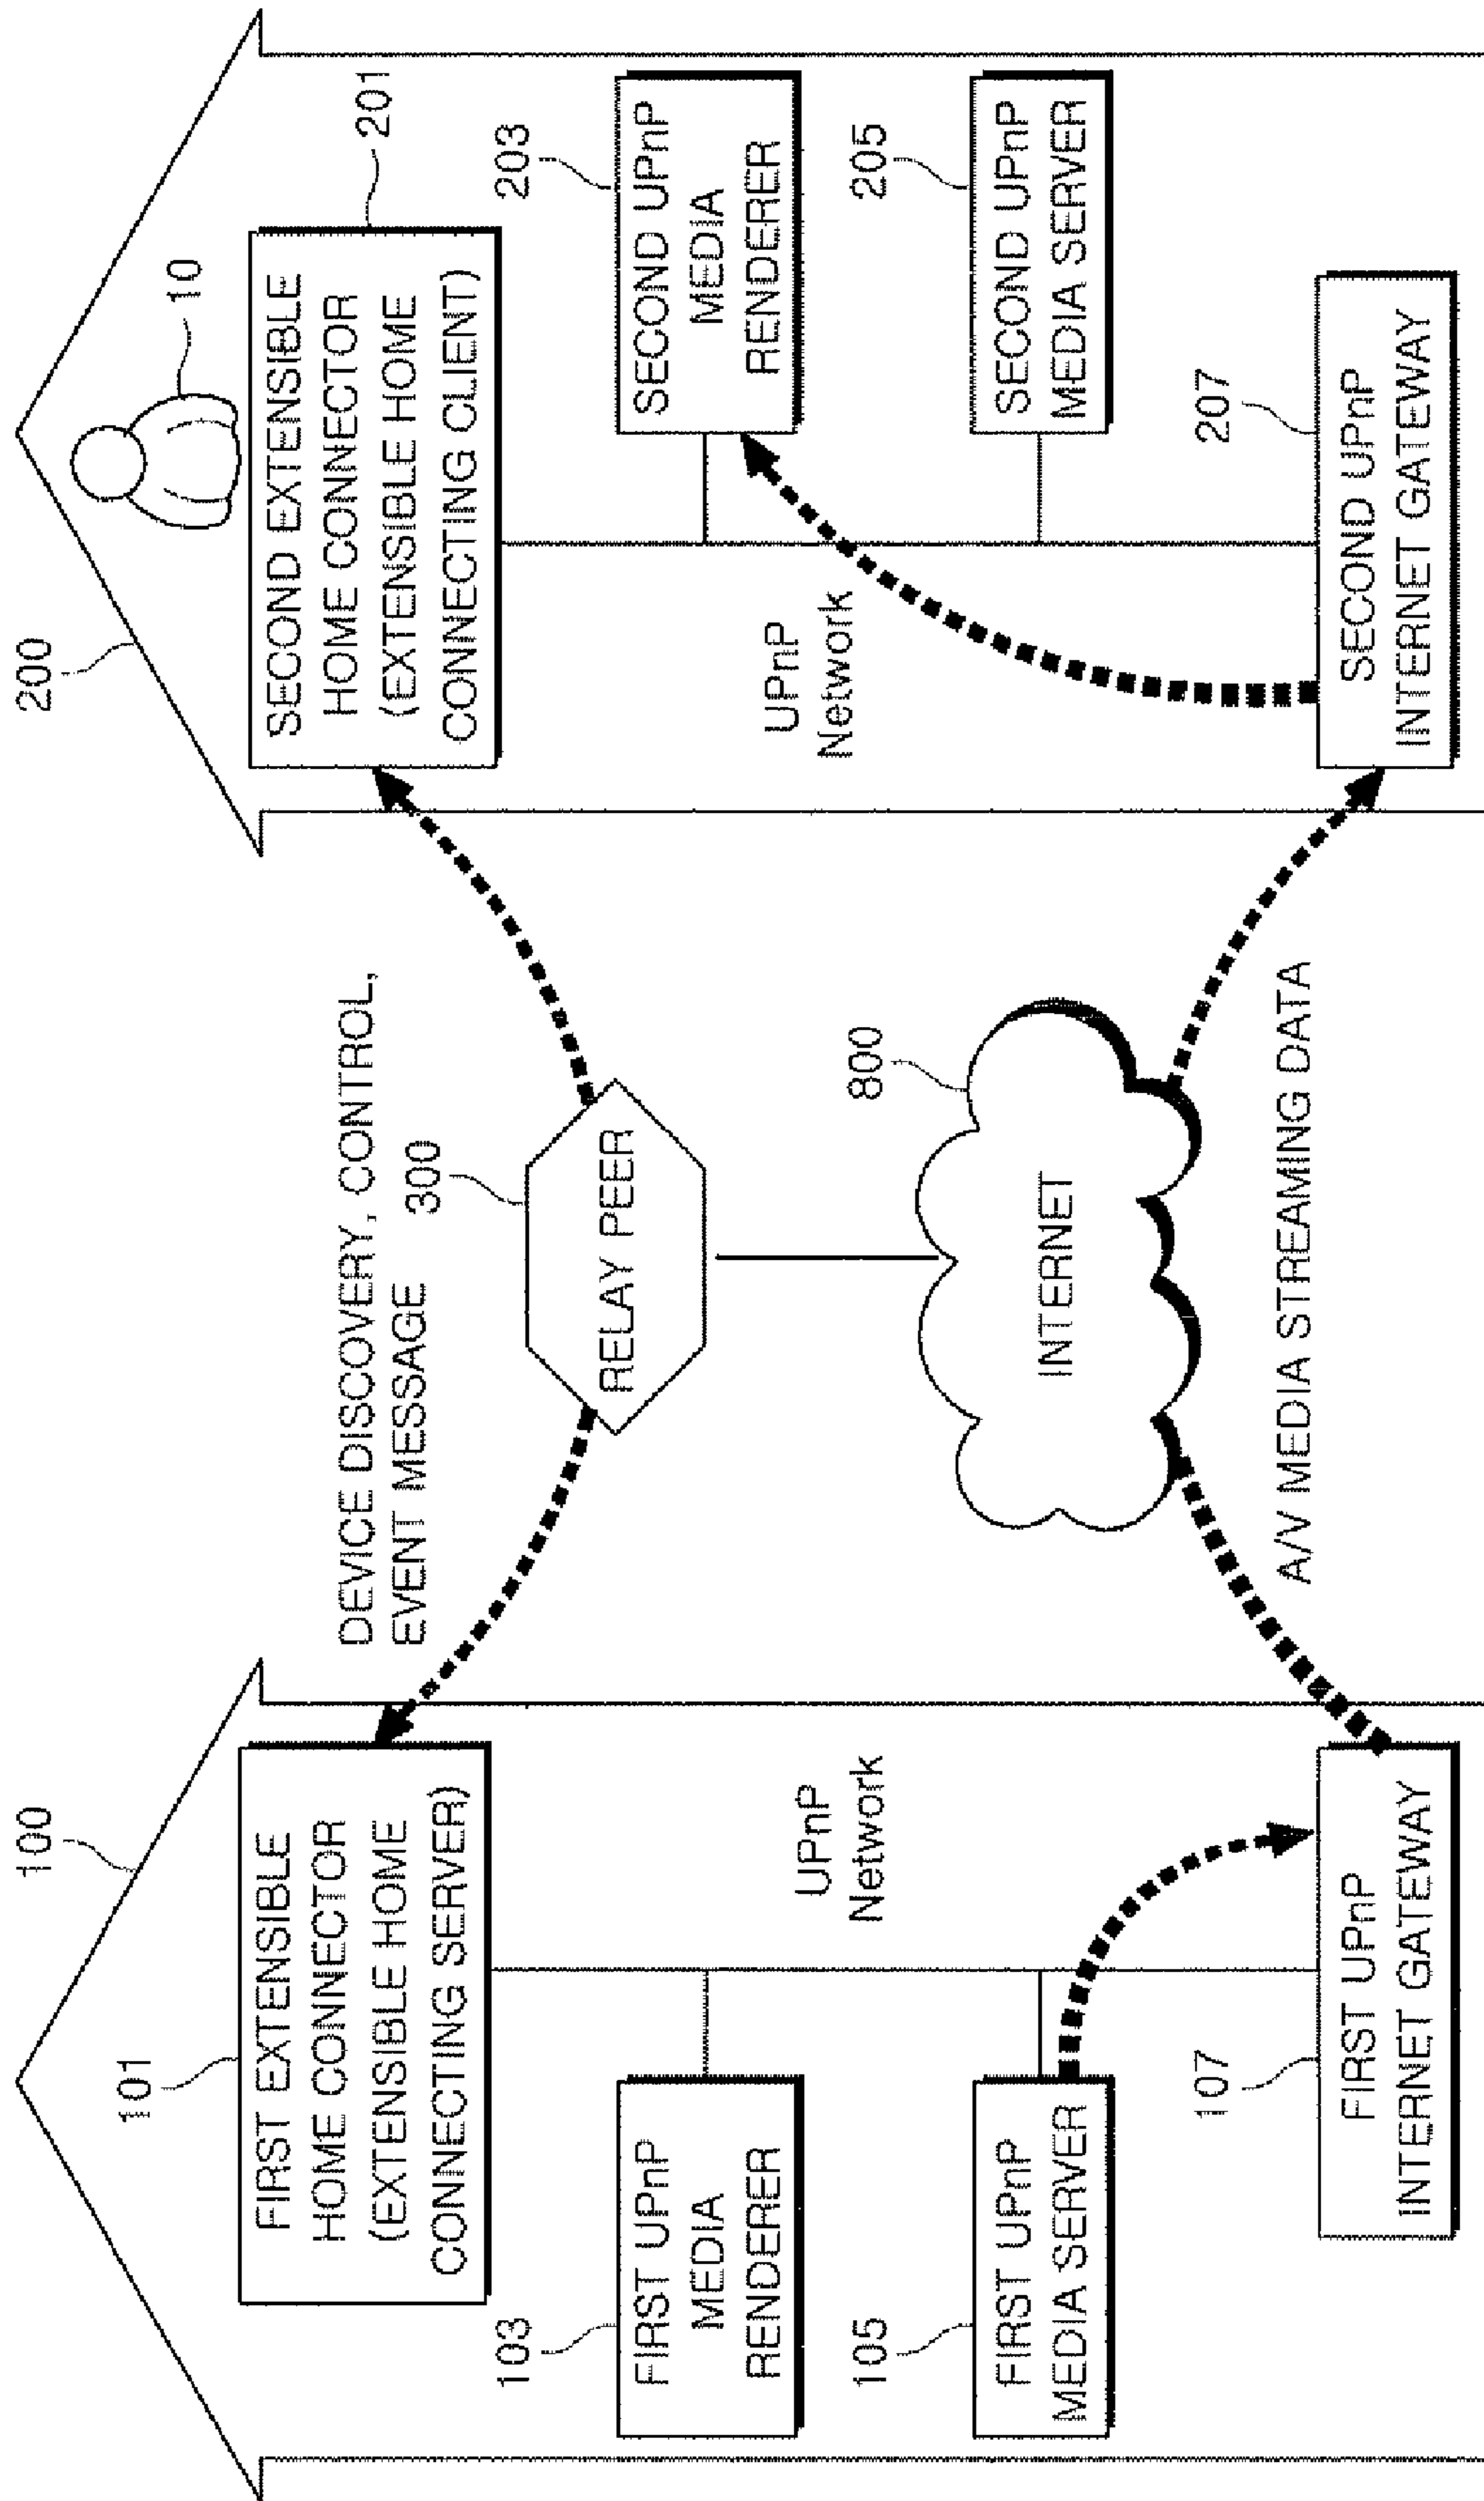 100
200
101
FIRST EXTENSIBLE
HOME CONNECTOR
(EXTENSIBLE HOME
CONNECTING SERVER)
DEVICE DISCOVERY, CONTROL,
EVENT MESSAGE
10
201
SECOND EXTENSIBLE
HOME CONNECTOR
(EXTENSIBLE HOME
CONNECTING CLIENT)
103
FIRST UPnP
MEDIA
RENDERER
300
RELAY PEER
203
SECOND UPnP
MEDIA
RENDERER
UPnP
Network
UPnP
Network
105
FIRST UPnP
MEDIA SERVER
800
INTERNET
205
SECOND UPnP
MEDIA SERVER
107
FIRST UPnP
INTERNET GATEWAY
A/V MEDIA STREAMING DATA
207
SECOND UPnP
INTERNET GATEWAY